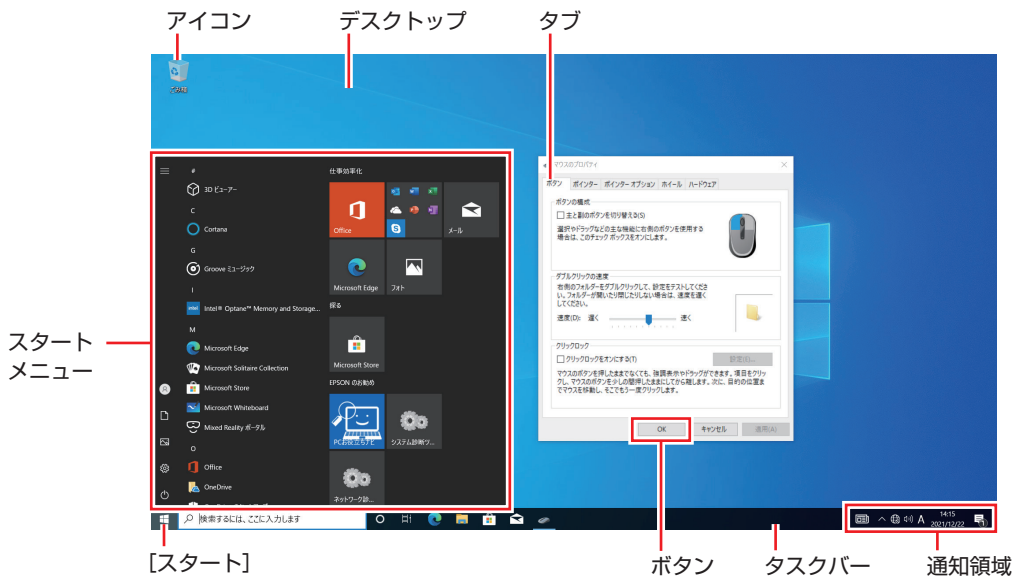 アイコン
デスクトップ
タブ
ごみ箱
#
3D ビューアー
C
Cortana
G
Groove ミュージック
I
Intel® Optane™ Memory and Storage...
M
Microsoft Edge
Microsoft Solitaire Collection
Microsoft Store
Microsoft Whiteboard
Mixed Reality ポータル
O
Office
OneDrive
仕事効率化
Office
メール
Microsoft Edge
フォト
探る
Microsoft Store
EPSON のお勧め
PCお役立ちナビ
システム診断ツ...
ネットワーク診...
マウスのプロパティ
ボタン ポインター ポインター オプション ホイール ハードウェア
ボタンの構成
主と副のボタンを切り替える(S)
選択やドラッグなどの主な機能に右側のボタンを使用する
場合は、このチェック ボックスをオンにします。
ダブルクリックの速度
右側のフォルダーをダブルクリックして、設定をテストしてくださ
い。フォルダーが開いたり閉じたりしない場合は、速度を遅く
してください。
速度(D): 遅く 速く
クリックロック
クリックロックをオンにする(T)
設定(E)...
マウスのボタンを押したままでなくても、強調表示やドラッグができます。項目をクリッ
クし、マウスのボタンを少しの間押したままにしてから離します。次に、目的の位置ま
でマウスを移動し、そこでもう一度クリックします。
OK キャンセル 適用(A)
スタート
メニュー
検索するには、ここに入力します
A
14:15
2021/12/22
1
[スタート]
ボタン
タスクバー
通知領域